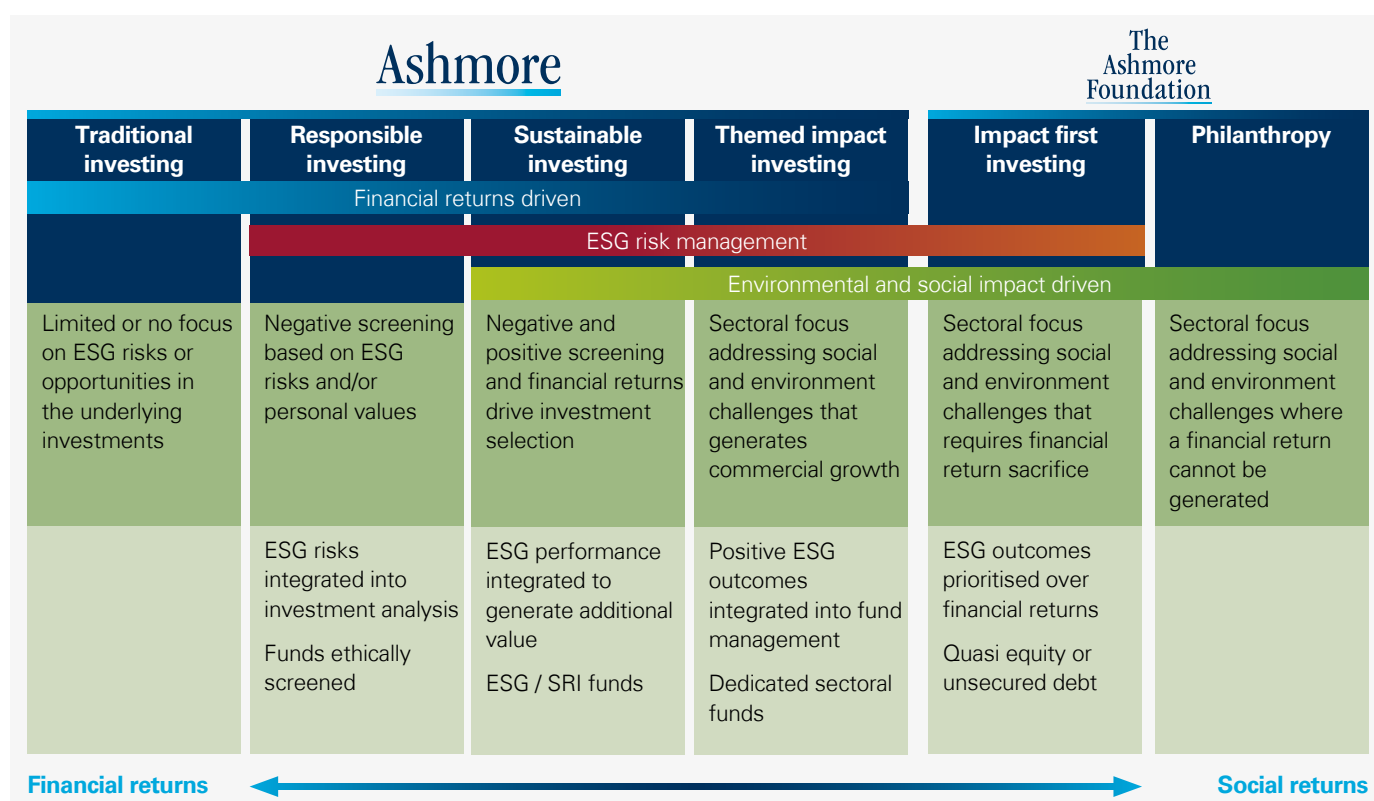 Ashmore
The
Ashmore
Foundation
Traditional
investing
Responsible
investing
Sustainable
investing
Themed impact
investing
Impact first
investing
Philanthropy
Financial returns driven
ESG risk management
Environmental and social impact driven
Limited or no focus
on ESG risks or
opportunities in
the underlying
investments
Negative screening
based on ESG
risks and/or
personal values
Negative and
positive screening
and financial returns
drive investment
selection
Sectoral focus
addressing social
and environment
challenges that
generates
commercial growth
Sectoral focus
addressing social
and environment
challenges that
requires financial
return sacrifice
Sectoral focus
addressing social
and environment
challenges where
a financial return
cannot be
generated
ESG risks
integrated into
investment analysis
Funds ethically
screened
ESG performance
integrated to
generate additional
value
ESG / SRI funds
Positive ESG
outcomes
integrated into fund
management
Dedicated sectoral
funds
ESG outcomes
prioritised over
financial returns
Quasi equity or
unsecured debt
Financial returns
Social returns